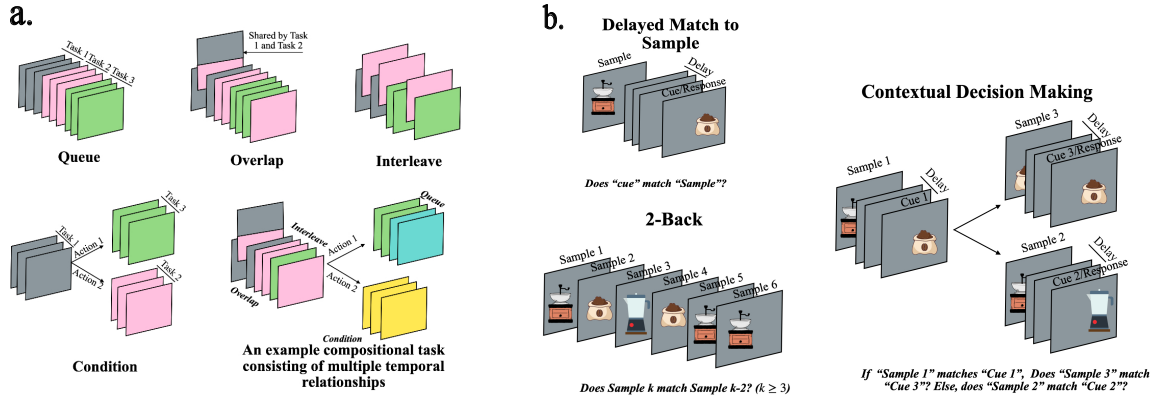 a.
Task 1
Task 2
Task 3
Queue
Shared by Task
1 and Task 2
Overlap
Interleave
Task 1
Action 1
Action 2
Task 3
Task 2
Condition
Interleave
Overlap
Action 1
Action 2
Queue
Condition
An example compositional task
consisting of multiple temporal
relationships
b.
Delayed Match to
Sample
Sample
Delay
Cue/Response
Does “cue” match “Sample”?
2-Back
Sample 1
Sample 2
Sample 3
Sample 4
Sample 5
Sample 6
Does Sample k match Sample k-2? (k ≥ 3)
Contextual Decision Making
Sample 1
Delay
Cue 1
Sample 3
Delay
Cue 3/Response
Sample 2
Delay
Cue 2/Response
If “Sample 1” matches “Cue 1”, Does “Sample 3” match
“Cue 3”? Else, does “Sample 2” match “Cue 2”?